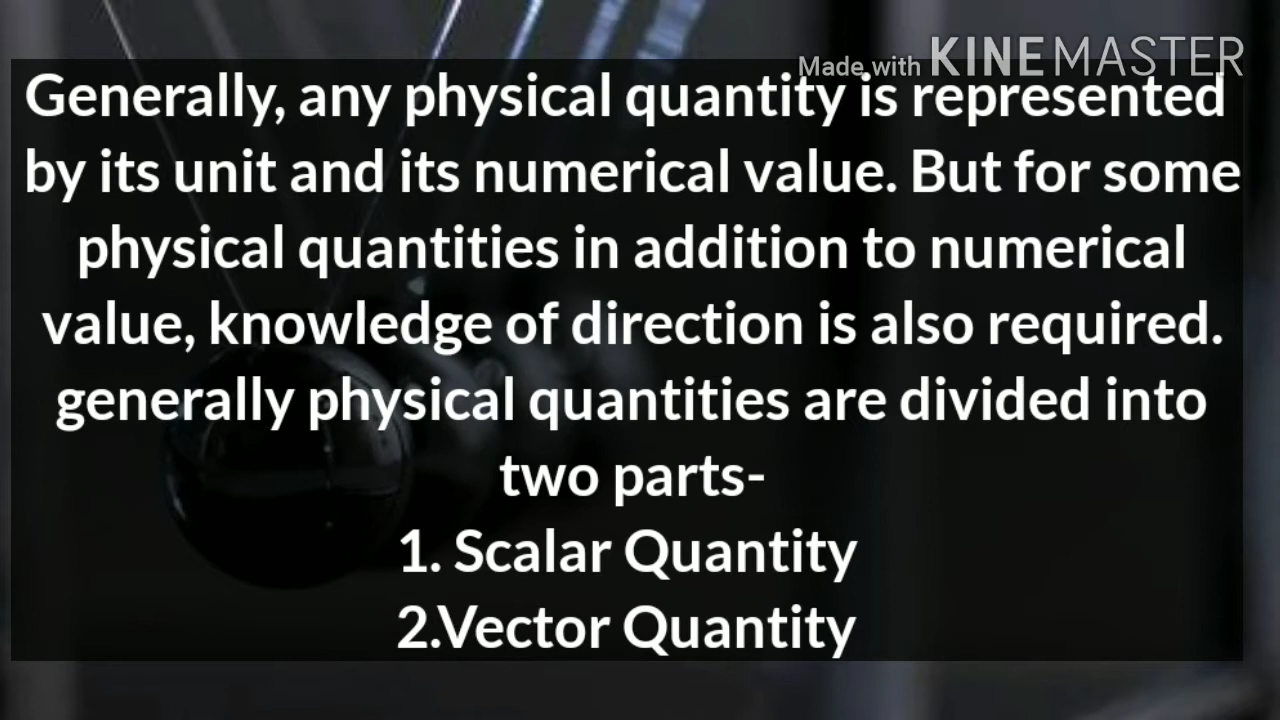 Made with KINEMASTER
Generally, any physical quantity is represented
by its unit and its numerical value. But for some
physical quantities in addition to numerical
value, knowledge of direction is also required.
generally physical quantities are divided into
two parts-
1. Scalar Quantity
2.Vector Quantity